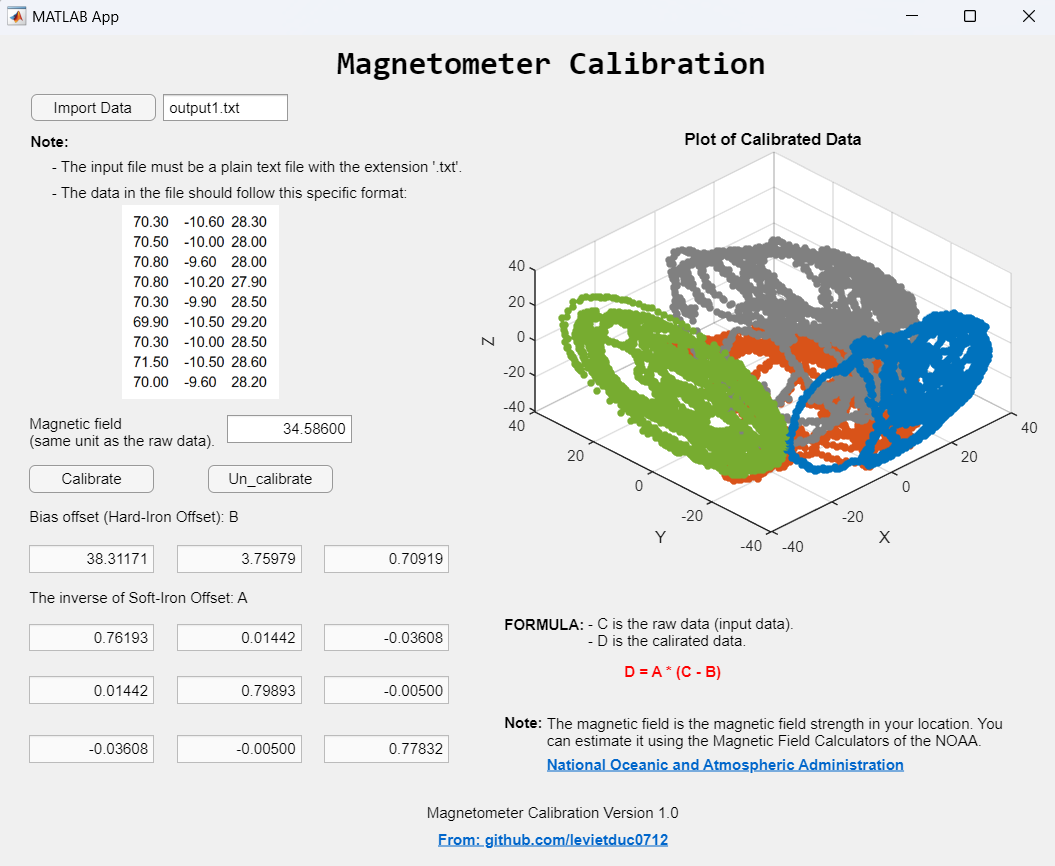 MATLAB App
Magnetometer Calibration
Import Data output1.txt
Note:
- The input file must be a plain text file with the extension '.txt'.
- The data in the file should follow this specific format:
70.30 -10.60 28.30
70.50 -10.00 28.00
70.80 -9.60 28.00
70.80 -10.20 27.90
70.30 -9.90 28.50
69.90 -10.50 29.20
70.30 -10.00 28.50
71.50 -10.50 28.60
70.00 -9.60 28.20
Magnetic field
(same unit as the raw data).
34.58600
Calibrate Un_calibrate
Bias offset (Hard-Iron Offset): B
38.31171 3.75979 0.70919
The inverse of Soft-Iron Offset: A
0.76193 0.01442 -0.03608
0.01442 0.79893 -0.00500
-0.03608 -0.00500 0.77832
Plot of Calibrated Data
40
20
0
-20
-40
Z
40
20
0
-20
-40
Y
-40
-20
0
20
40
X
FORMULA: - C is the raw data (input data).
- D is the calirated data.
D = A * (C - B)
Note: The magnetic field is the magnetic field strength in your location. You
can estimate it using the Magnetic Field Calculators of the NOAA.
National Oceanic and Atmospheric Administration
Magnetometer Calibration Version 1.0
From: github.com/levietduc0712